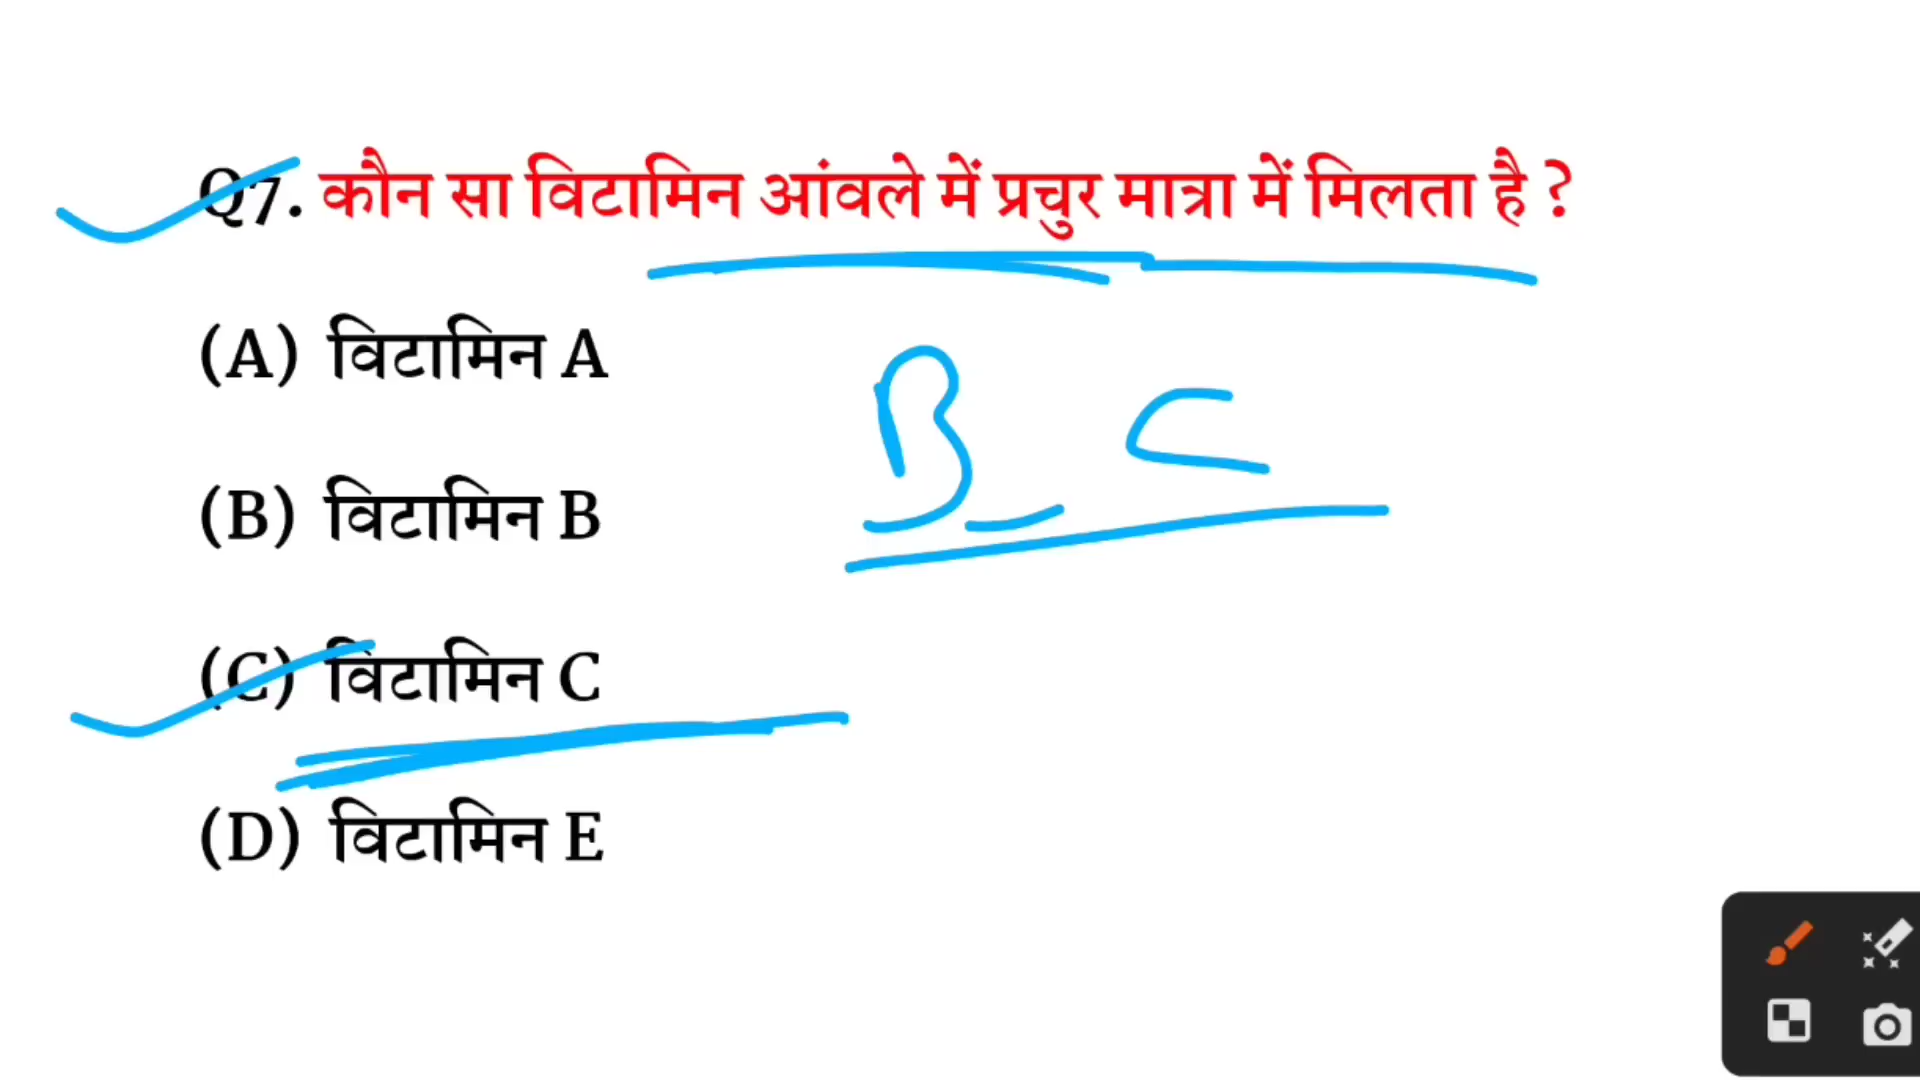 Q7. कौन सा विटामिन आंवले में प्रचुर मात्रा में मिलता है ?
(A) विटामिन A
B C
(B) विटामिन B
(C) विटामिन C
(D) विटामिन E